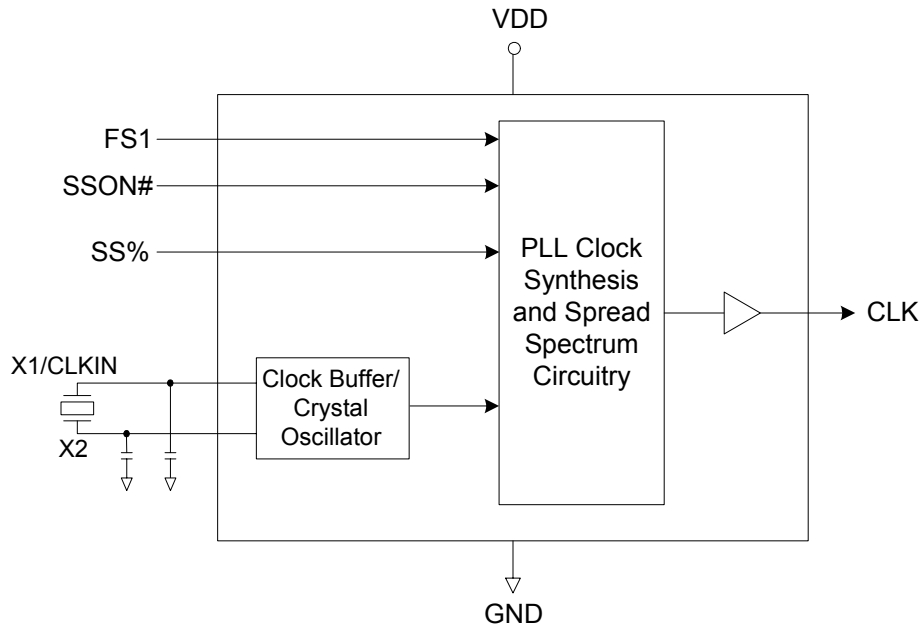 VDD
FS1
SSON#
SS%
PLL Clock
Synthesis
and Spread
Spectrum
Circuitry
CLK
X1/CLKIN
X2
Clock Buffer/
Crystal
Oscillator
GND